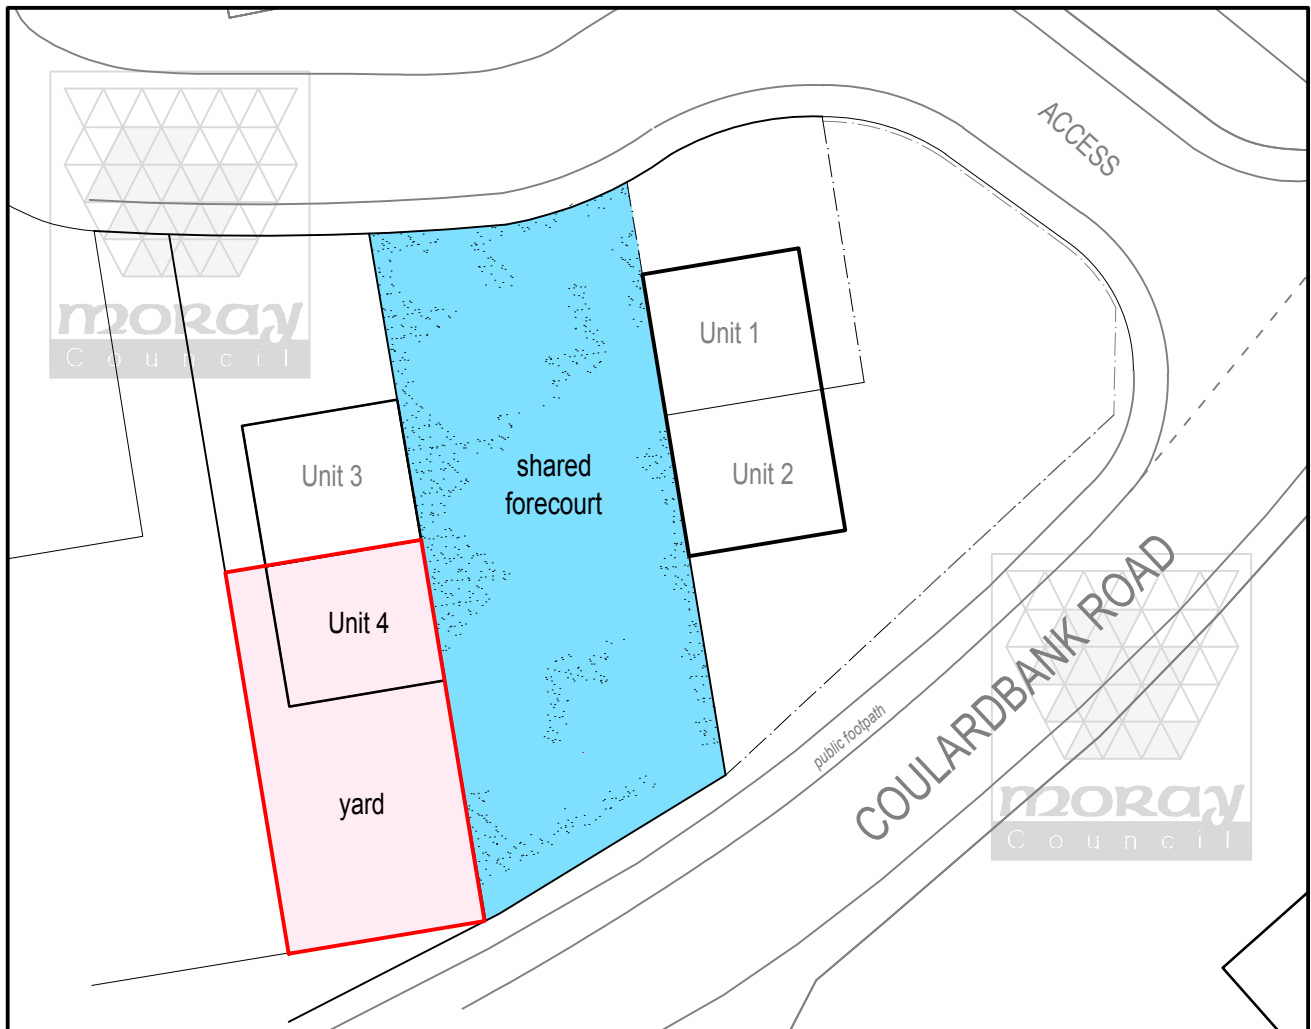 ACCESS
moray
Council
Unit 1
Unit 3
shared
forecourt
Unit 2
Unit 4
COULARDBANK ROAD
public footpath
yard
moray
Council